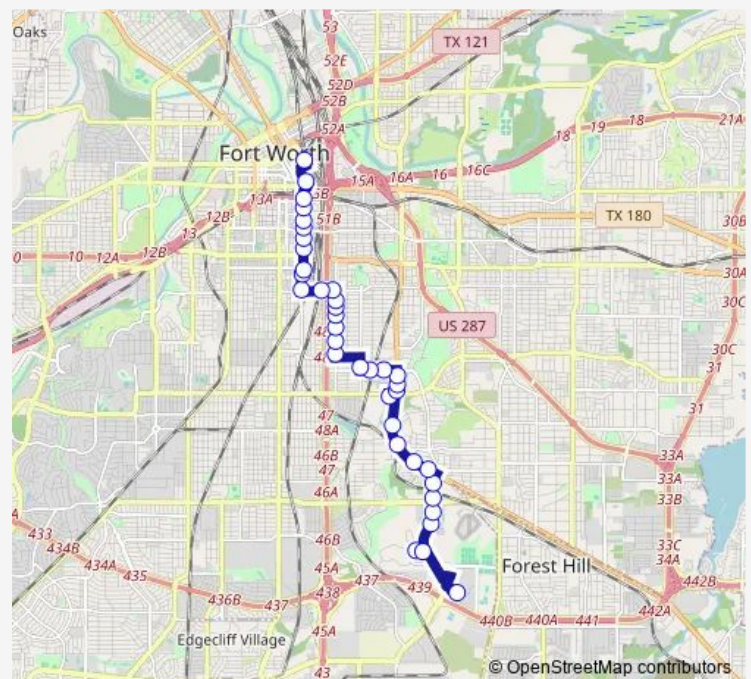 Oaks
53
TX 121
52E
52D
52B
21A
19
18
18
52A
Fort Worth
16C
15A
16A
16
5B
13A
12B
51B
TX 180
13
30B
10
12A
12B
30A
30C
US 287
48
30C
31
31
47
48A
46B
47
33A
46A
33B
433
434B
46B
33C
434A
45A
Forest Hill
34A
435
437
439
442B
436B
437
438
442A
440B
440A
441
45A
Edgecliff Village
43
© OpenStreetMap contributors